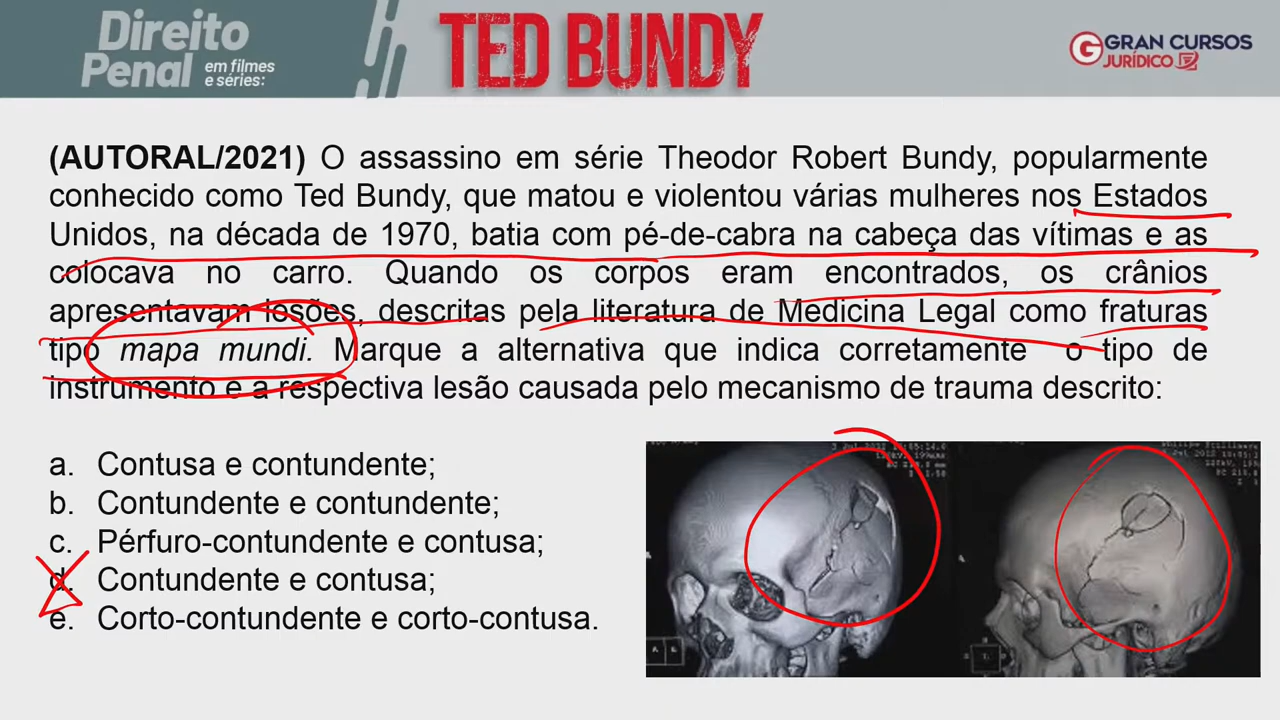 Direito
Penal em filmes
e séries:
TED BUNDY
GRAN CURSOS
JURÍDICO
(AUTORAL/2021) O assassino em série Theodor Robert Bundy, popularmente
conhecido como Ted Bundy, que matou e violentou várias mulheres nos Estados
Unidos, na década de 1970, batia com pé-de-cabra na cabeça das vítimas e as
colocava no carro. Quando os corpos eram encontrados, os crânios
apresentavam lesões, descritas pela literatura de Medicina Legal como fraturas
tipo mapa mundi. Marque a alternativa que indica corretamente o tipo de
instrumento e a respectiva lesão causada pelo mecanismo de trauma descrito:
a. Contusa e contundente;
b. Contundente e contundente;
c. Pérfuro-contundente e contusa;
d. Contundente e contusa;
e. Corto-contundente e corto-contusa.